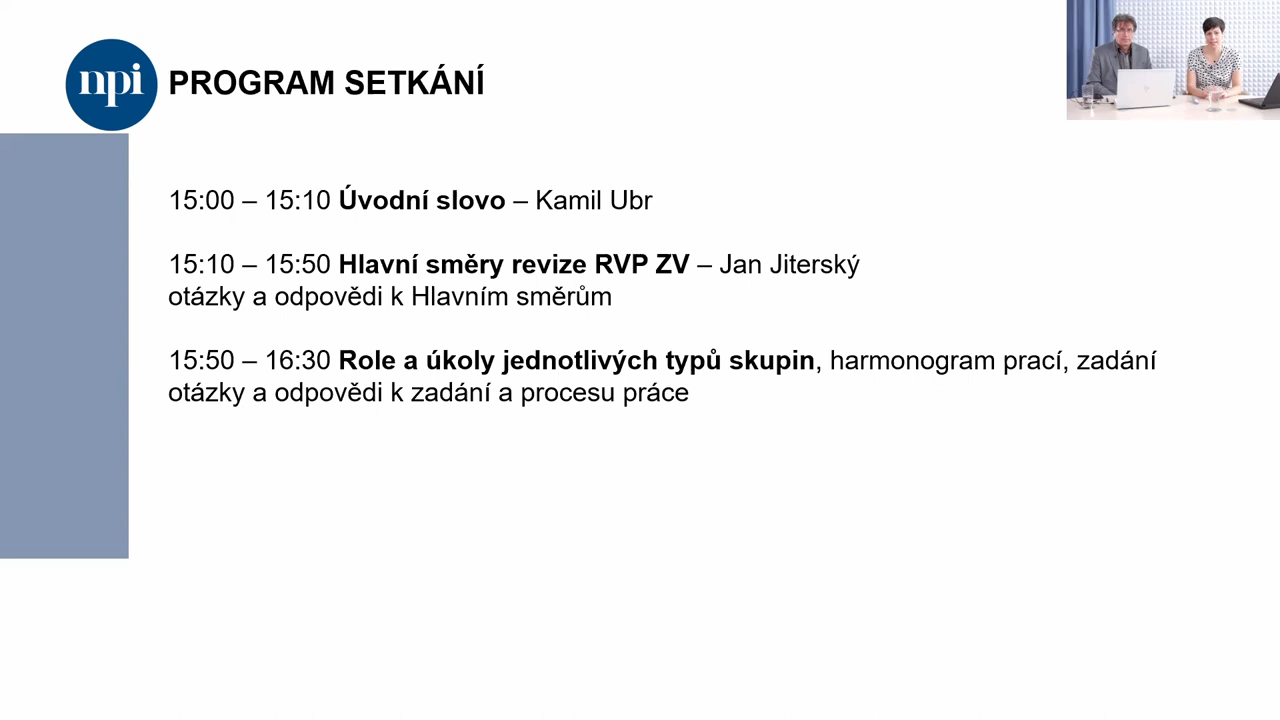 npi
PROGRAM SETKÁNÍ
15:00 – 15:10 Úvodní slovo – Kamil Ubr
15:10 – 15:50 Hlavní směry revize RVP ZV – Jan Jiterský
otázky a odpovědi k Hlavním směrům
15:50 – 16:30 Role a úkoly jednotlivých typů skupin, harmonogram prací, zadání
otázky a odpovědi k zadání a procesu práce